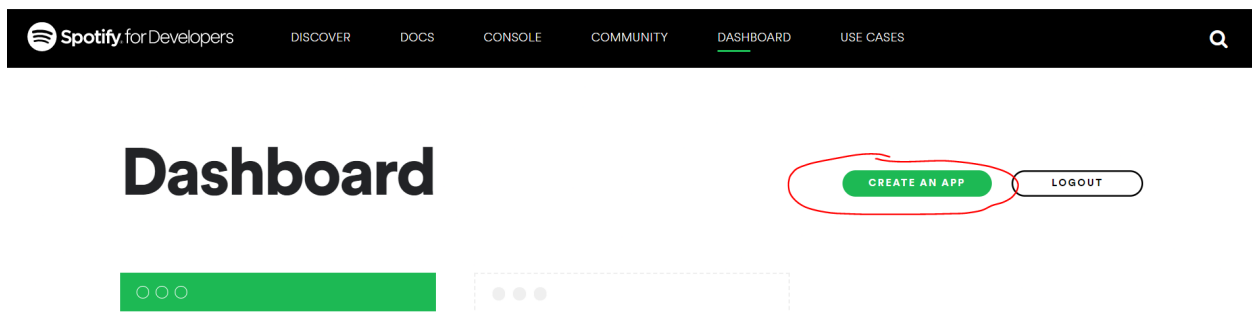 Spotify for Developers DISCOVER DOCS CONSOLE COMMUNITY DASHBOARD USE CASES
Dashboard CREATE AN APP LOGOUT